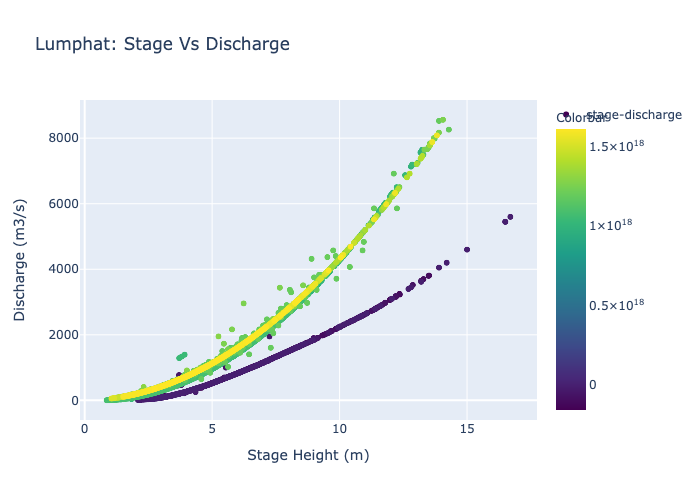 Lumphat: Stage Vs Discharge
stage-discharge
Colorbar
1.5×10¹⁸
1×10¹⁸
0.5×10¹⁸
0
8000
6000
4000
2000
0
Discharge (m3/s)
0 5 10 15
Stage Height (m)